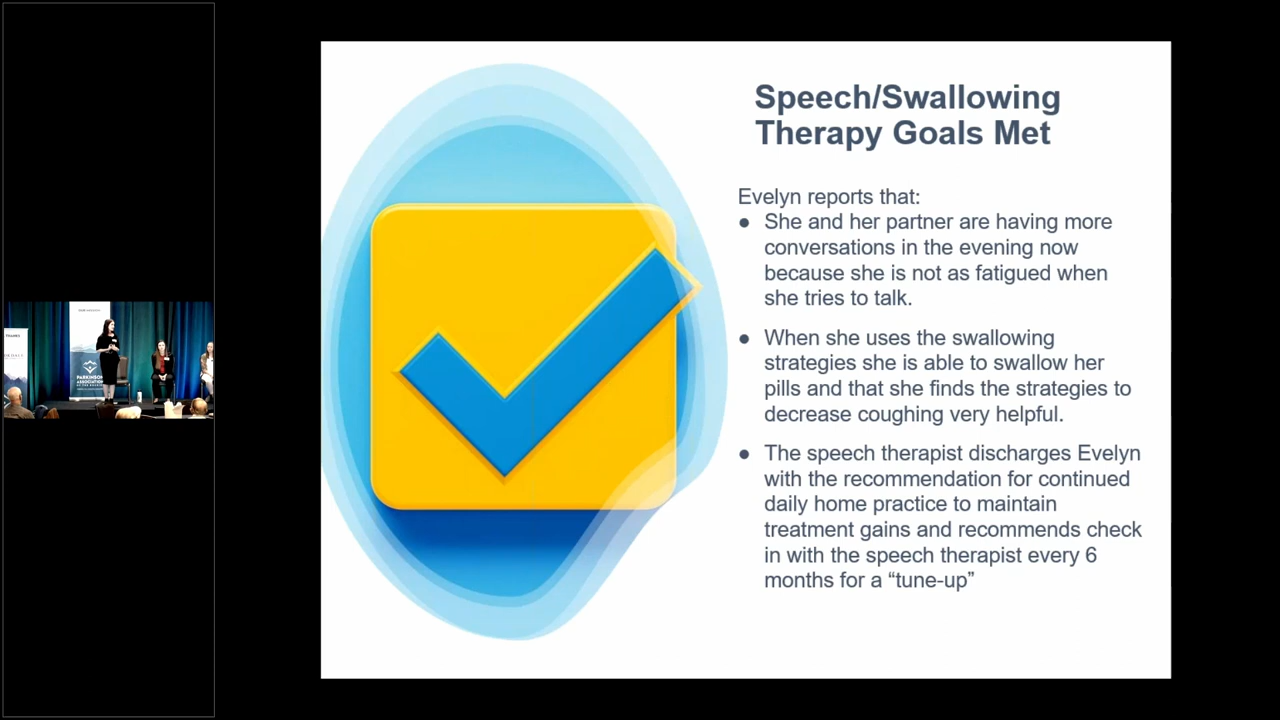 Speech/Swallowing
Therapy Goals Met
Evelyn reports that:
● She and her partner are having more
conversations in the evening now
because she is not as fatigued when
she tries to talk.
● When she uses the swallowing
strategies she is able to swallow her
pills and that she finds the strategies to
decrease coughing very helpful.
● The speech therapist discharges Evelyn
with the recommendation for continued
daily home practice to maintain
treatment gains and recommends check
in with the speech therapist every 6
months for a “tune-up”
PARKINSON
ASSOCIATION